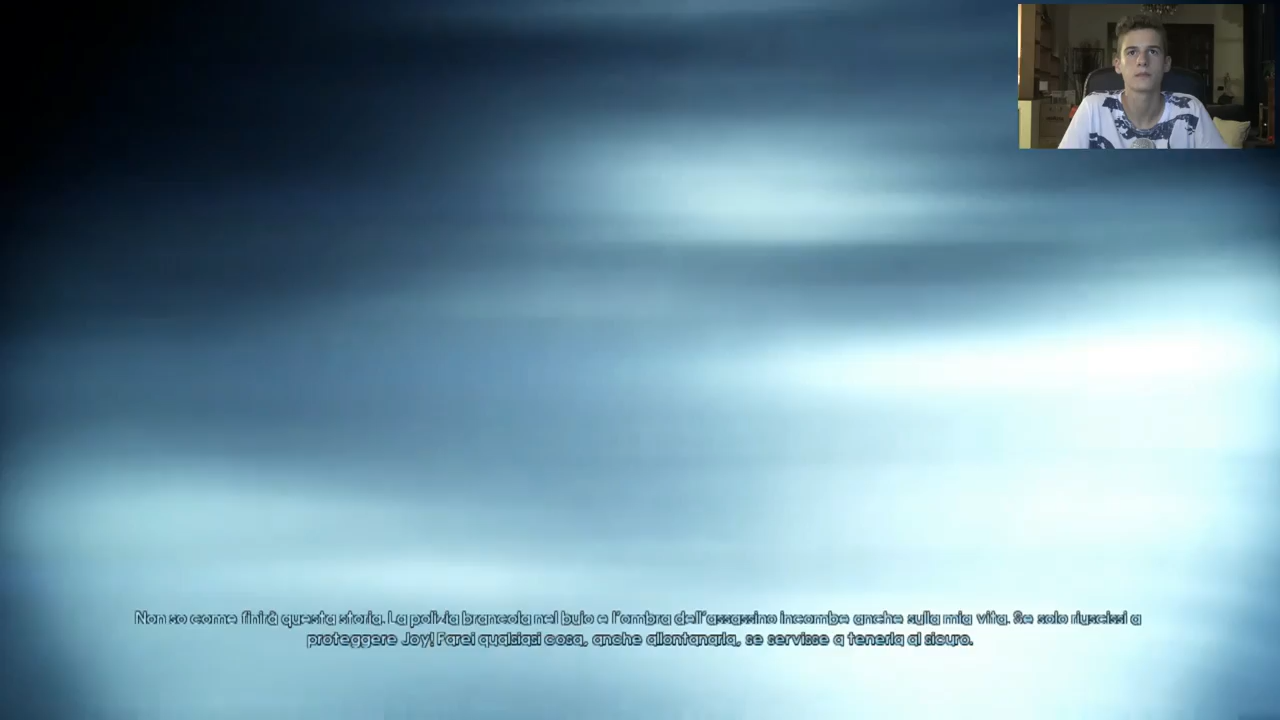 Non so come finirà questa storia. La polizia brancola nel buio e l'ombra dell'assassino incombe anche sulla mia vita. Se solo riuscissi a
proteggere Joy! Farei qualsiasi cosa, anche allontanarla, se servisse a tenerla al sicuro.